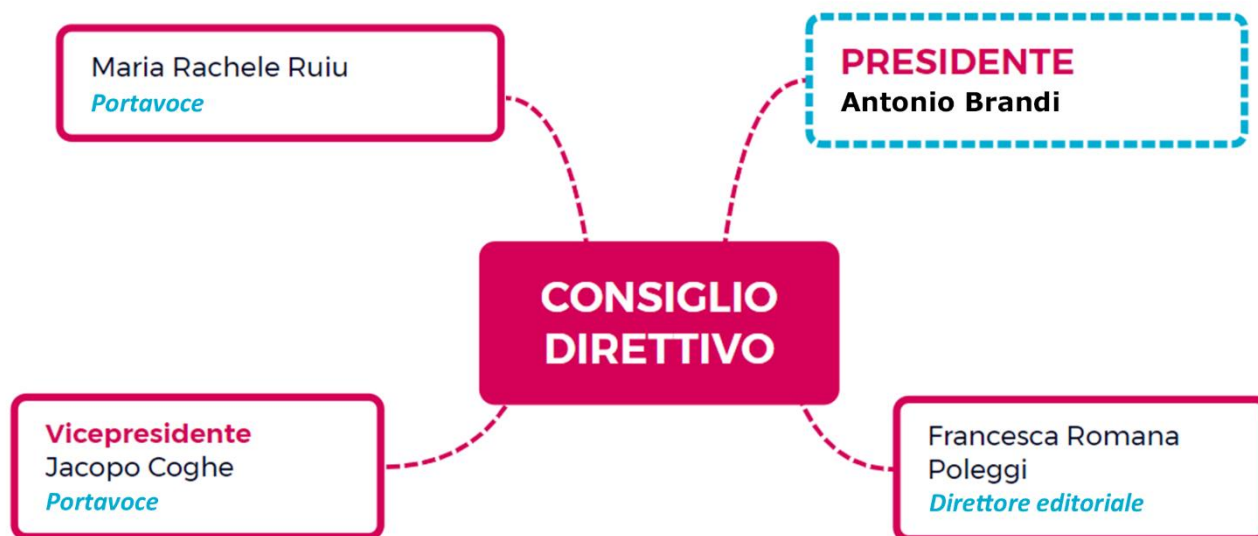 Maria Rachele Ruiu
Portavoce
PRESIDENTE
Antonio Brandi
CONSIGLIO
DIRETTIVO
Vicepresidente
Jacopo Coghe
Portavoce
Francesca Romana
Poleggi
Direttore editoriale